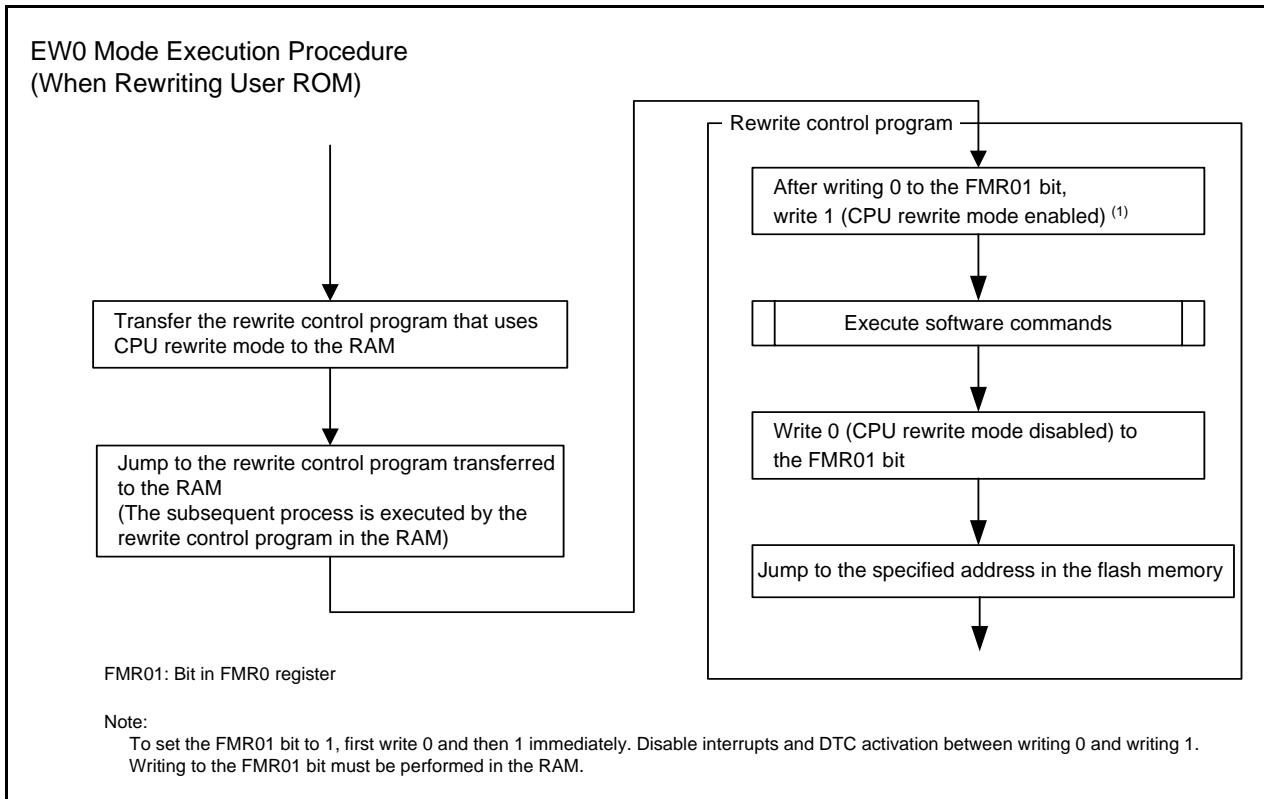 EW0 Mode Execution Procedure
(When Rewriting User ROM)
Transfer the rewrite control program that uses
CPU rewrite mode to the RAM
Jump to the rewrite control program transferred
to the RAM
(The subsequent process is executed by the
rewrite control program in the RAM)
Rewrite control program
After writing 0 to the FMR01 bit,
write 1 (CPU rewrite mode enabled) (1)
Execute software commands
Write 0 (CPU rewrite mode disabled) to
the FMR01 bit
Jump to the specified address in the flash memory
FMR01: Bit in FMR0 register
Note:
To set the FMR01 bit to 1, first write 0 and then 1 immediately. Disable interrupts and DTC activation between writing 0 and writing 1.
Writing to the FMR01 bit must be performed in the RAM.